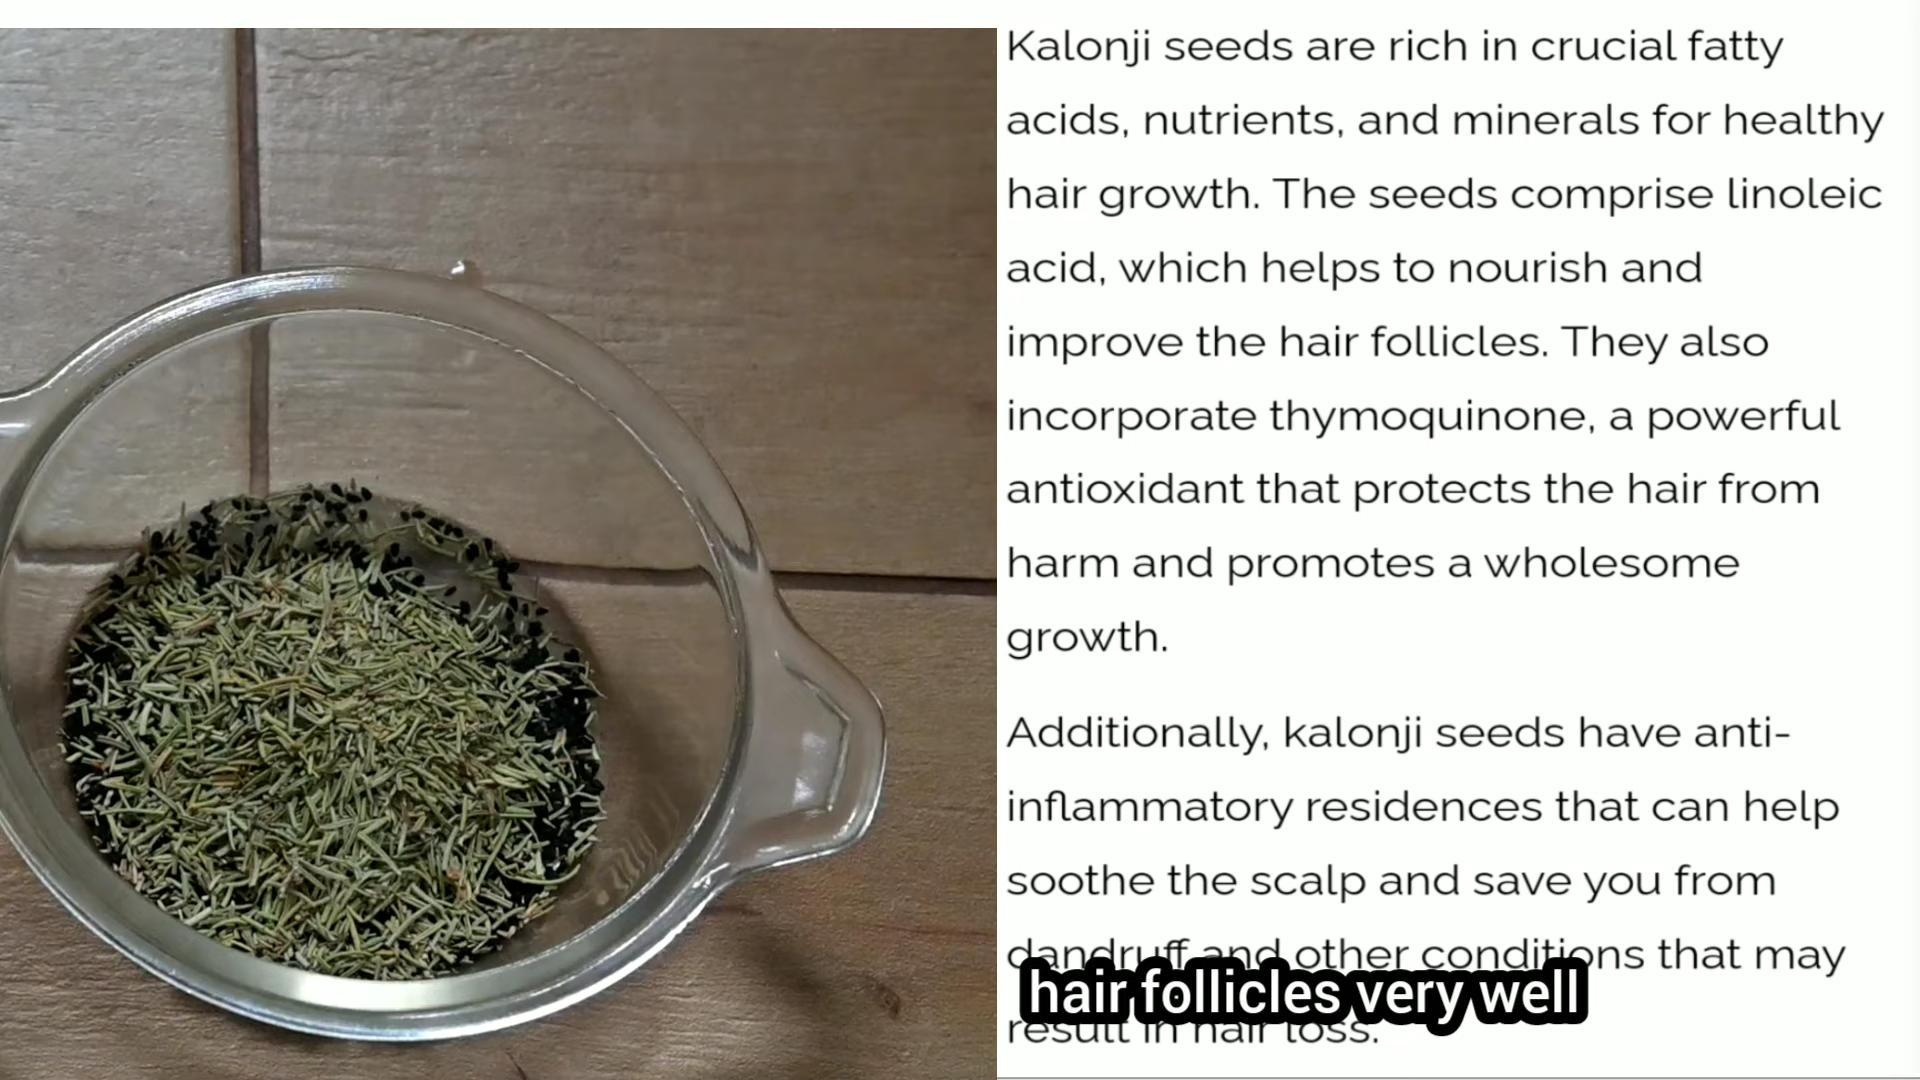 Kalonji seeds are rich in crucial fatty
acids, nutrients, and minerals for healthy
hair growth. The seeds comprise linoleic
acid, which helps to nourish and
improve the hair follicles. They also
incorporate thymoquinone, a powerful
antioxidant that protects the hair from
harm and promotes a wholesome
growth.
Additionally, kalonji seeds have anti-
inflammatory residences that can help
soothe the scalp and save you from
dandruff and other conditions that may
hair follicles very well
result in hair loss.